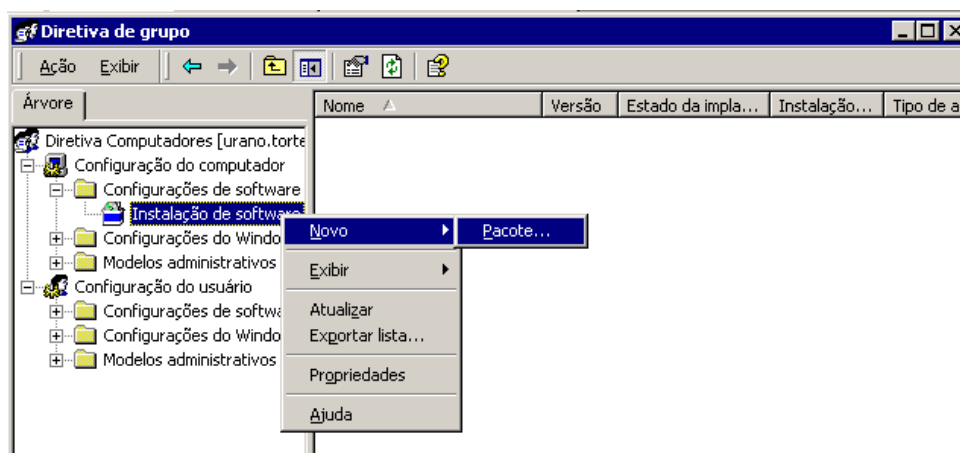 Diretiva de grupo
Ação Exibir
Árvore
Nome Versão Estado da impla... Instalação... Tipo de a
Diretiva Computadores [urano.torte
Configuração do computador
Configurações de software
Instalação de software
Configurações do Windo
Modelos administrativos
Configuração do usuário
Configurações de softwa
Configurações do Windo
Modelos administrativos
Novo
Pacote...
Exibir
Atualizar
Exportar lista...
Propriedades
Ajuda